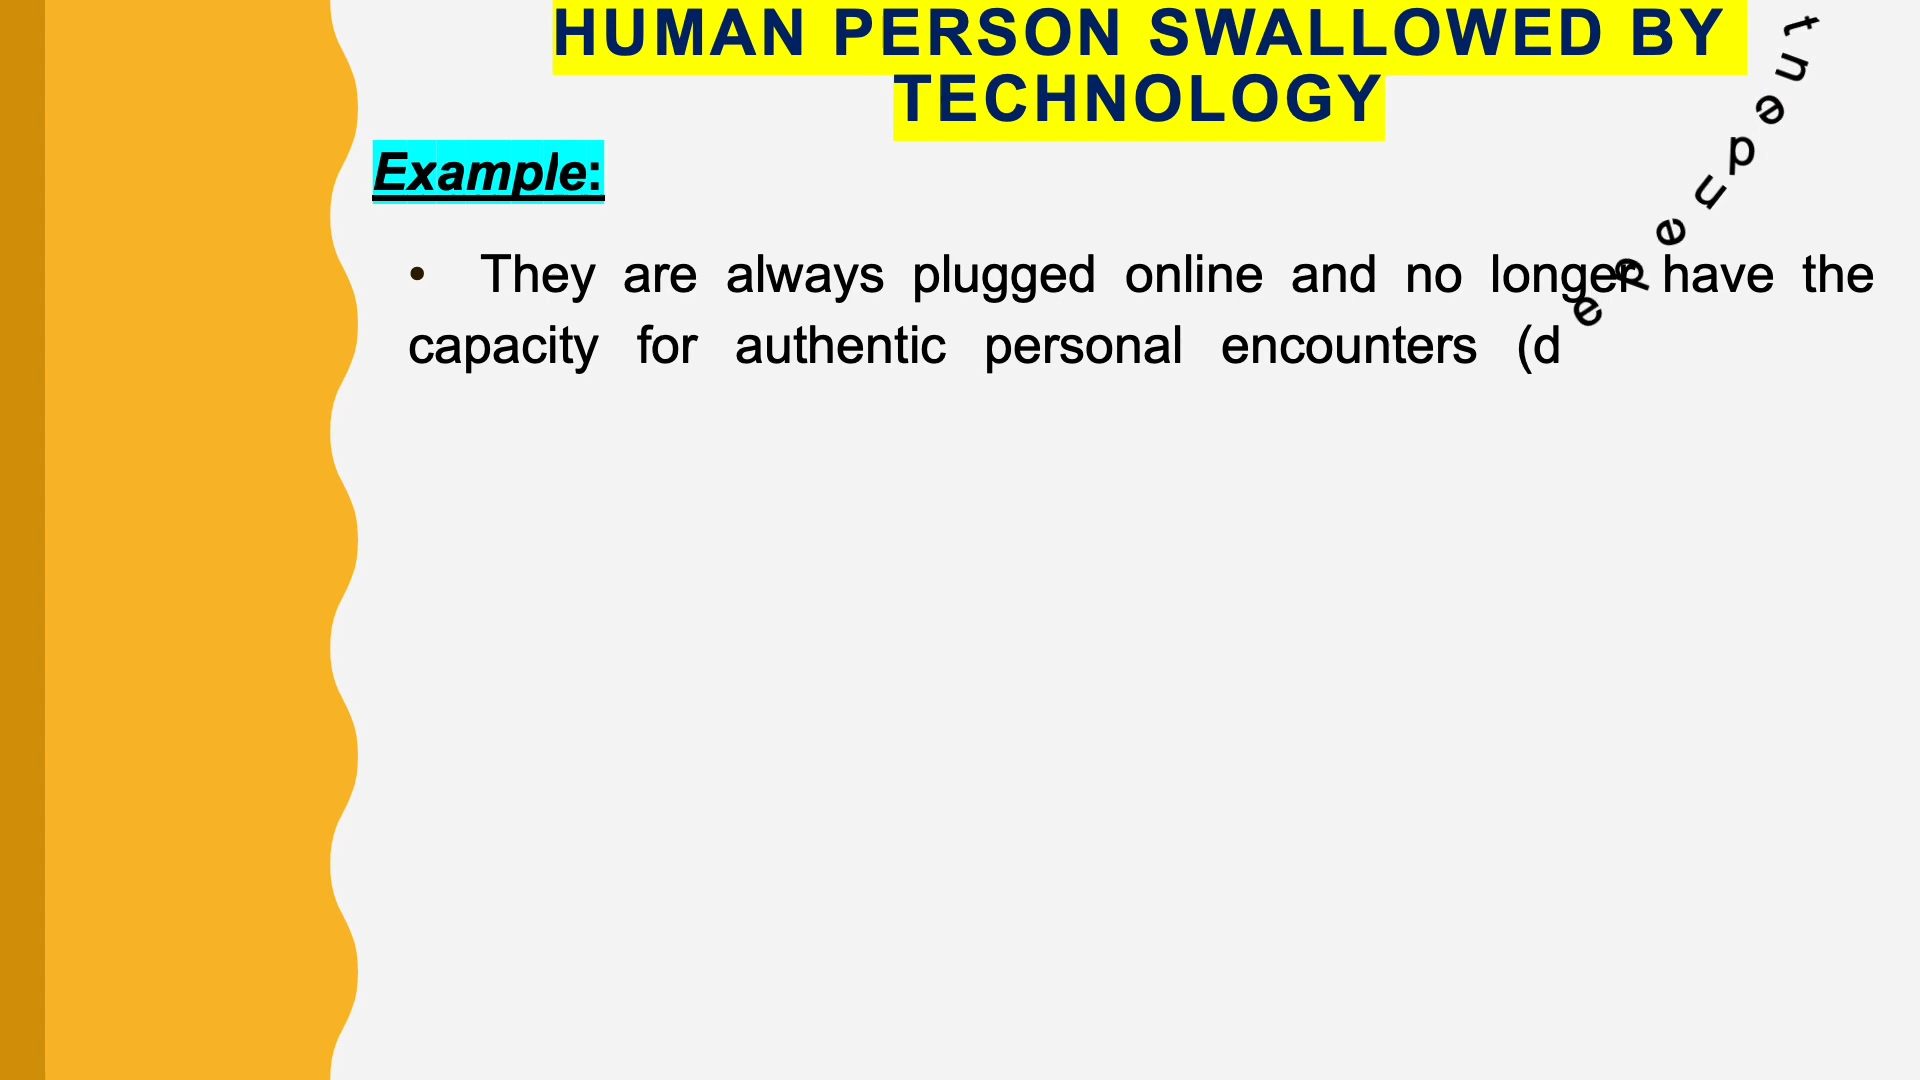 HUMAN PERSON SWALLOWED BY
TECHNOLOGY
Example:
• They are always plugged online and no longer have the
capacity for authentic personal encounters (dependent